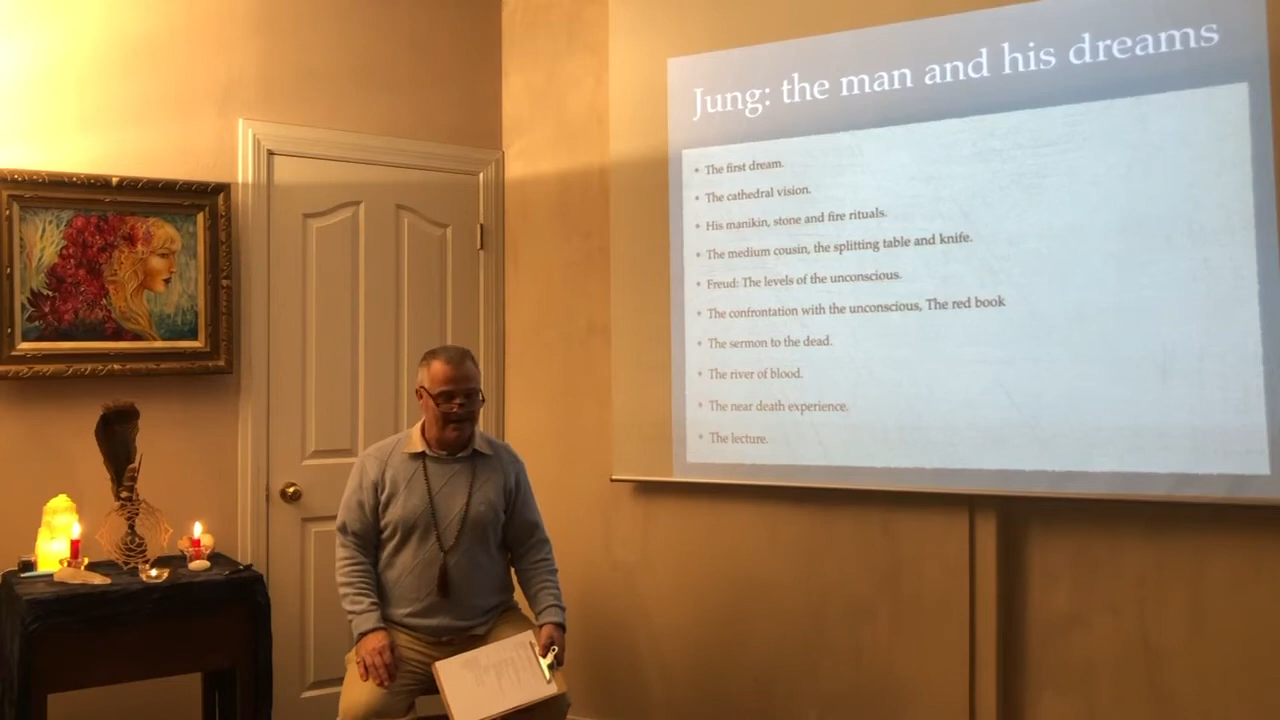 Jung: the man and his dreams
• The first dream.
• The cathedral vision.
• His manikin, stone and fire rituals.
• The medium cousin, the splitting table and knife.
• Freud: The levels of the unconscious.
• The confrontation with the unconscious, The red book
• The sermon to the dead.
• The river of blood.
• The near death experience.
• The lecture.